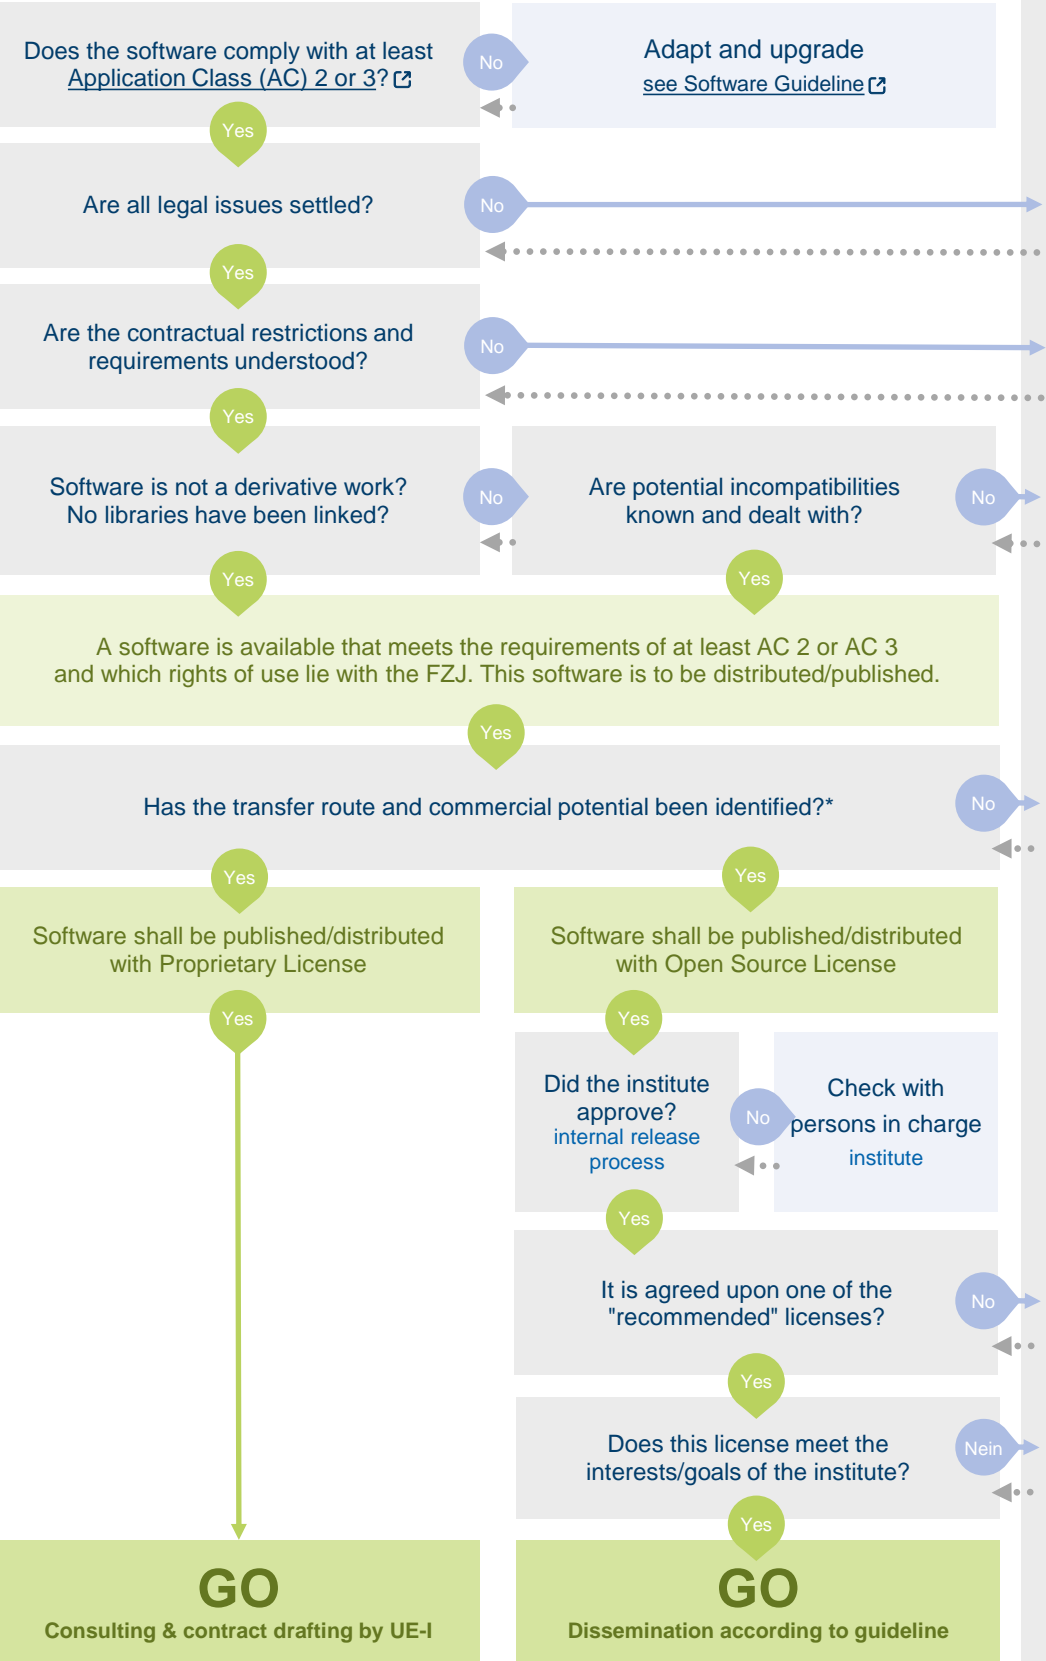 Does the software comply with at least
Application Class (AC) 2 or 3?
No
Adapt and upgrade
see Software Guideline
Yes
Are all legal issues settled?
No
Yes
Are the contractual restrictions and
requirements understood?
No
Yes
Software is not a derivative work?
No libraries have been linked?
No
Are potential incompatibilities
known and dealt with?
No
Yes
Yes
A software is available that meets the requirements of at least AC 2 or AC 3
and which rights of use lie with the FZJ. This software is to be distributed/published.
Yes
Has the transfer route and commercial potential been identified?*
No
Yes
Yes
Software shall be published/distributed
with Proprietary License
Software shall be published/distributed
with Open Source License
Yes
Yes
Did the institute
approve?
internal release
process
No
Check with
persons in charge
institute
Yes
It is agreed upon one of the
"recommended" licenses?
No
Yes
Does this license meet the
interests/goals of the institute?
Nein
Yes
GO
Consulting & contract drafting by UE-I
GO
Dissemination according to guideline